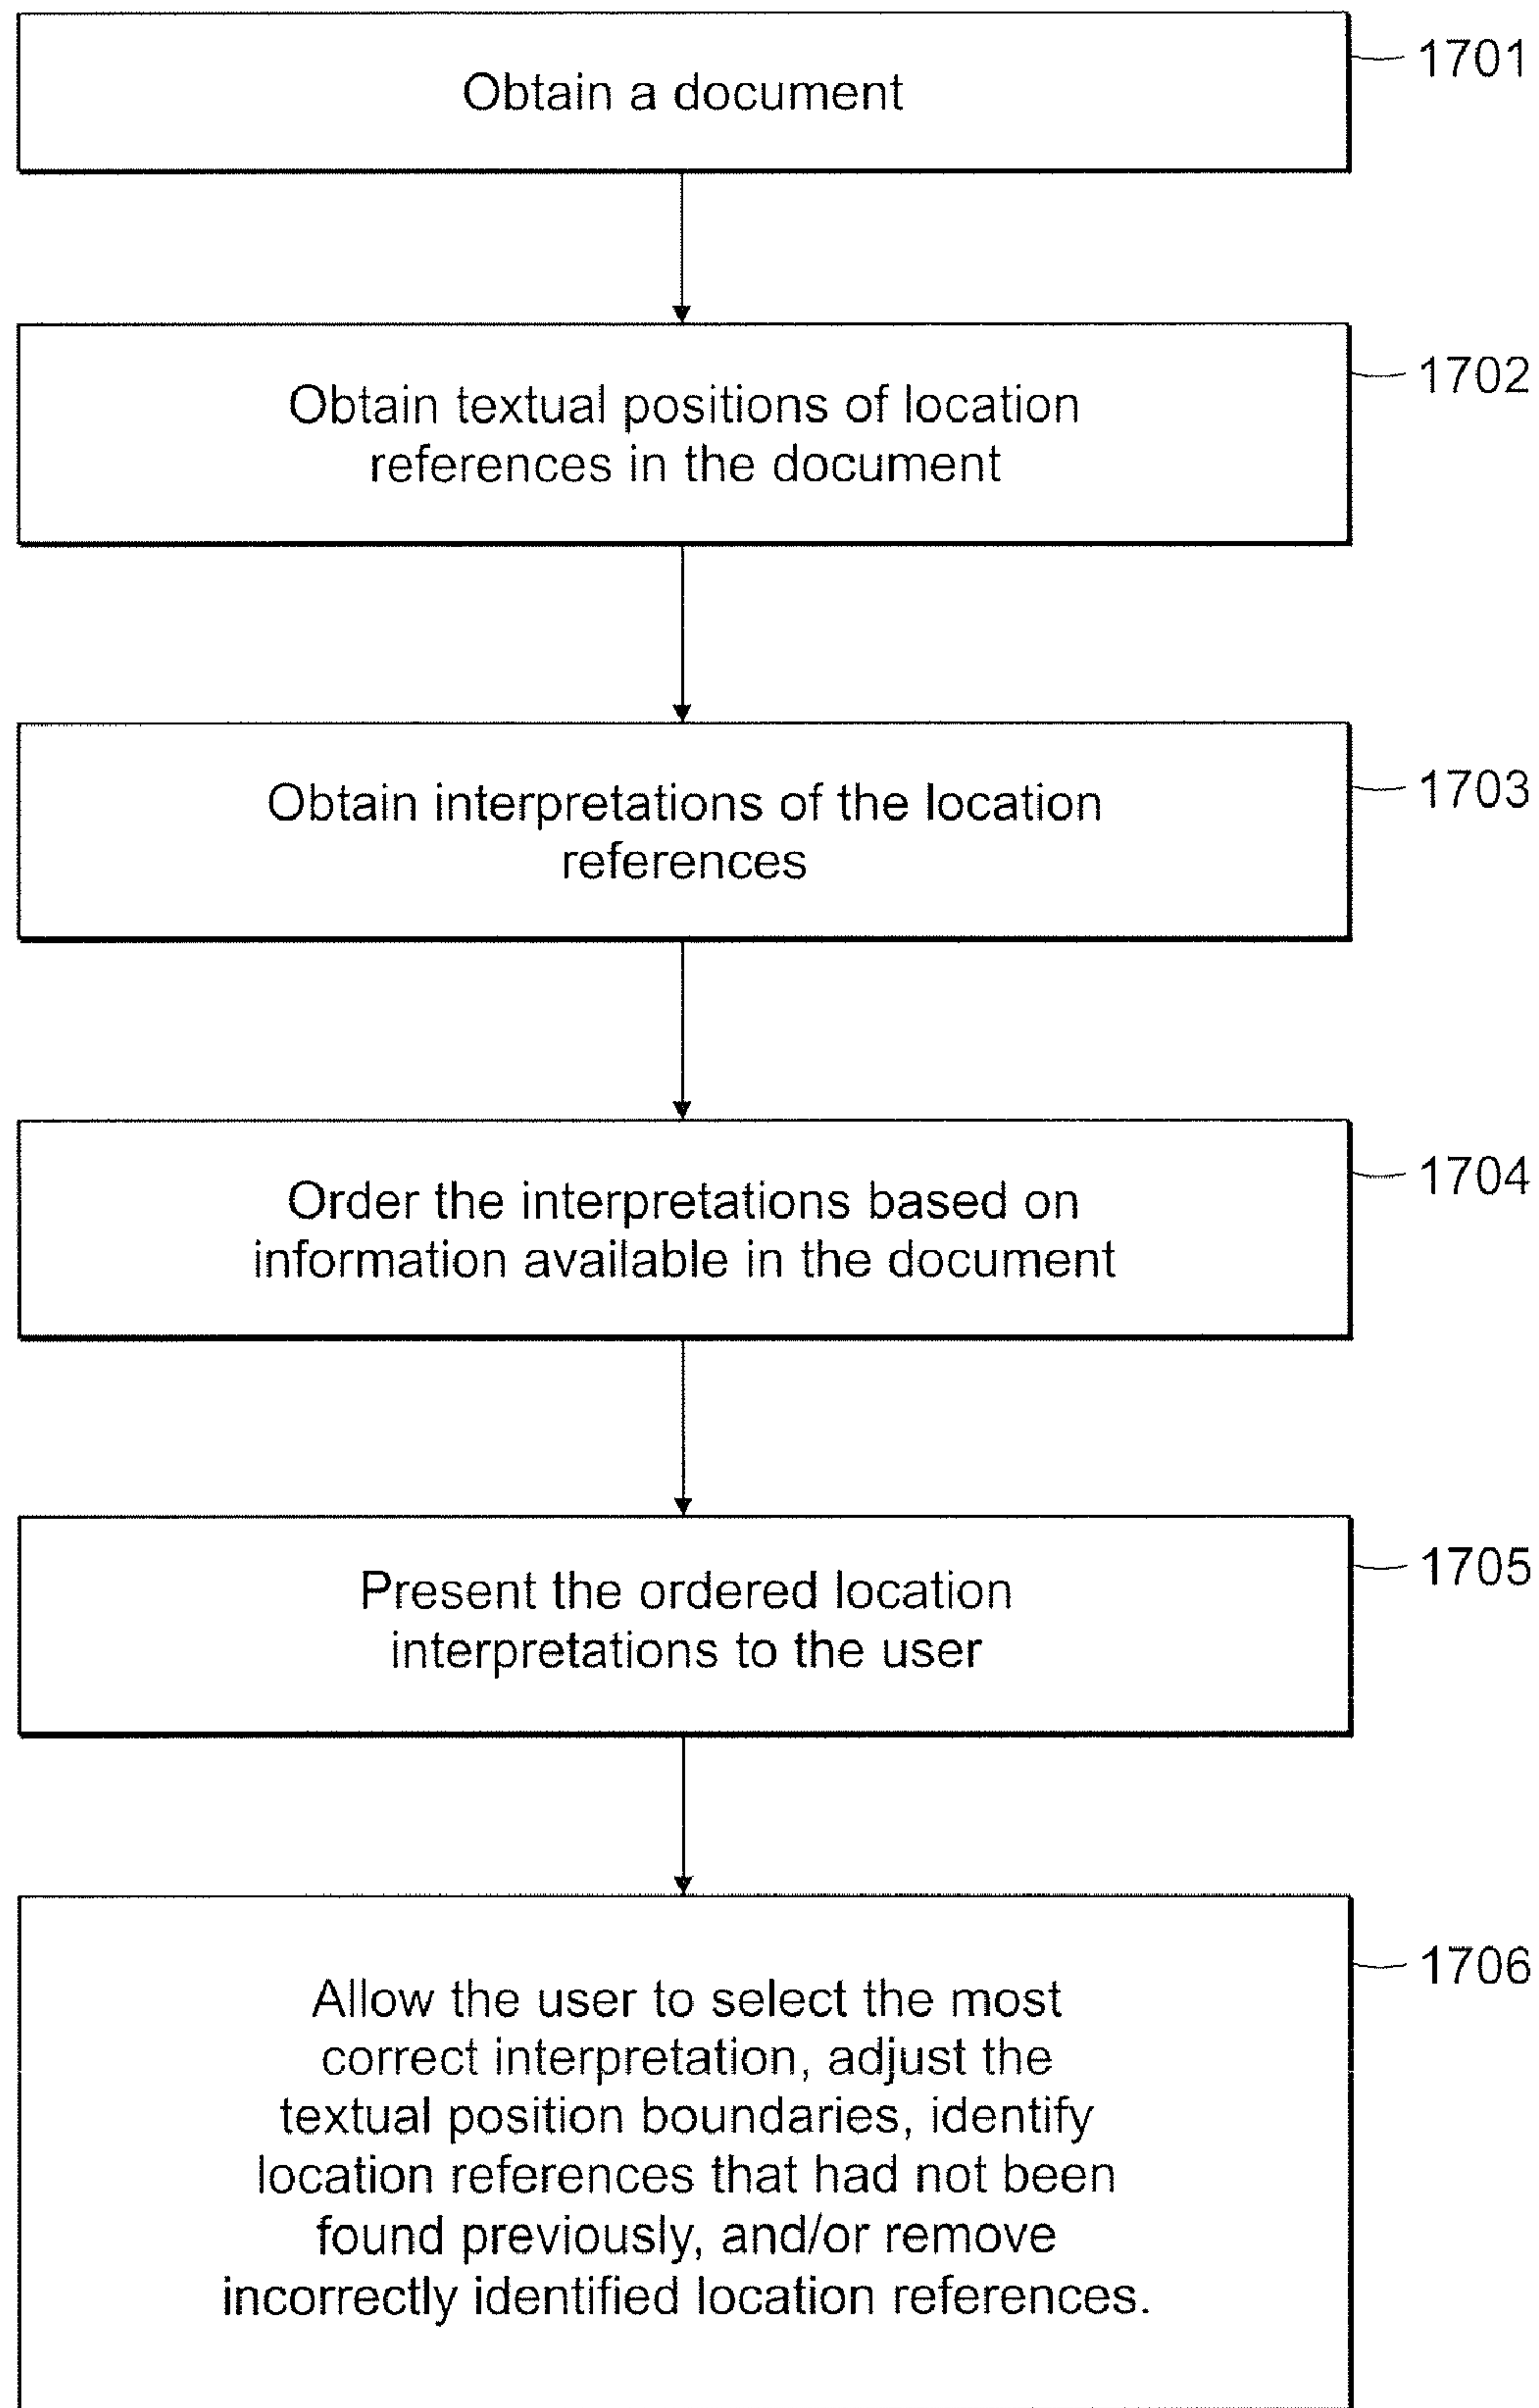 Obtain a document
1701
Obtain textual positions of location
references in the document
1702
Obtain interpretations of the location
references
1703
Order the interpretations based on
information available in the document
1704
Present the ordered location
interpretations to the user
1705
Allow the user to select the most
correct interpretation, adjust the
textual position boundaries, identify
location references that had not been
found previously, and/or remove
incorrectly identified location references.
1706